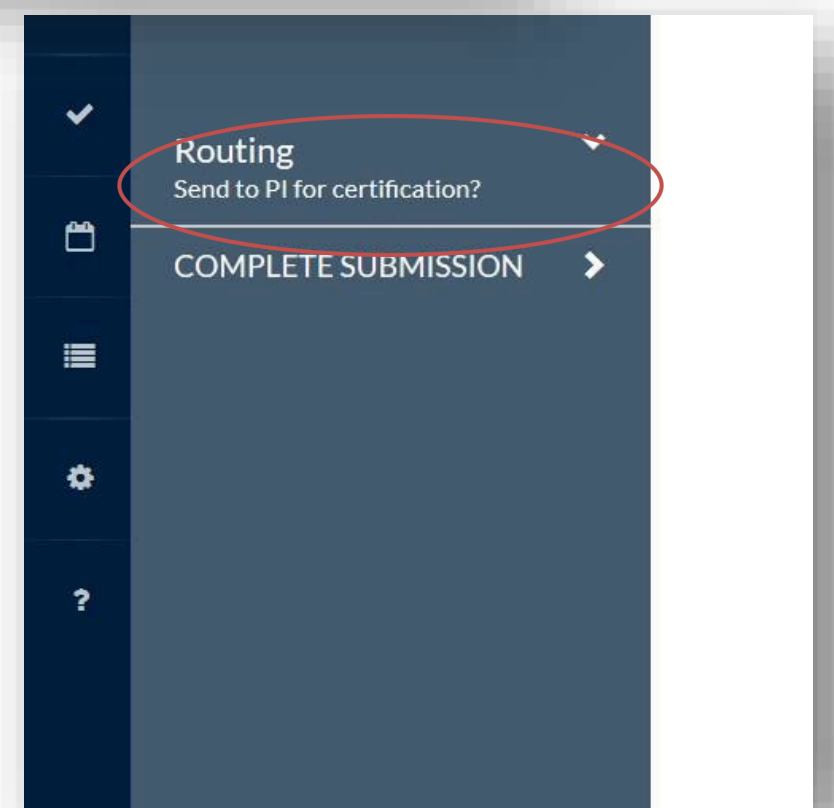 Routing
Send to PI for certification?
COMPLETE SUBMISSION
?